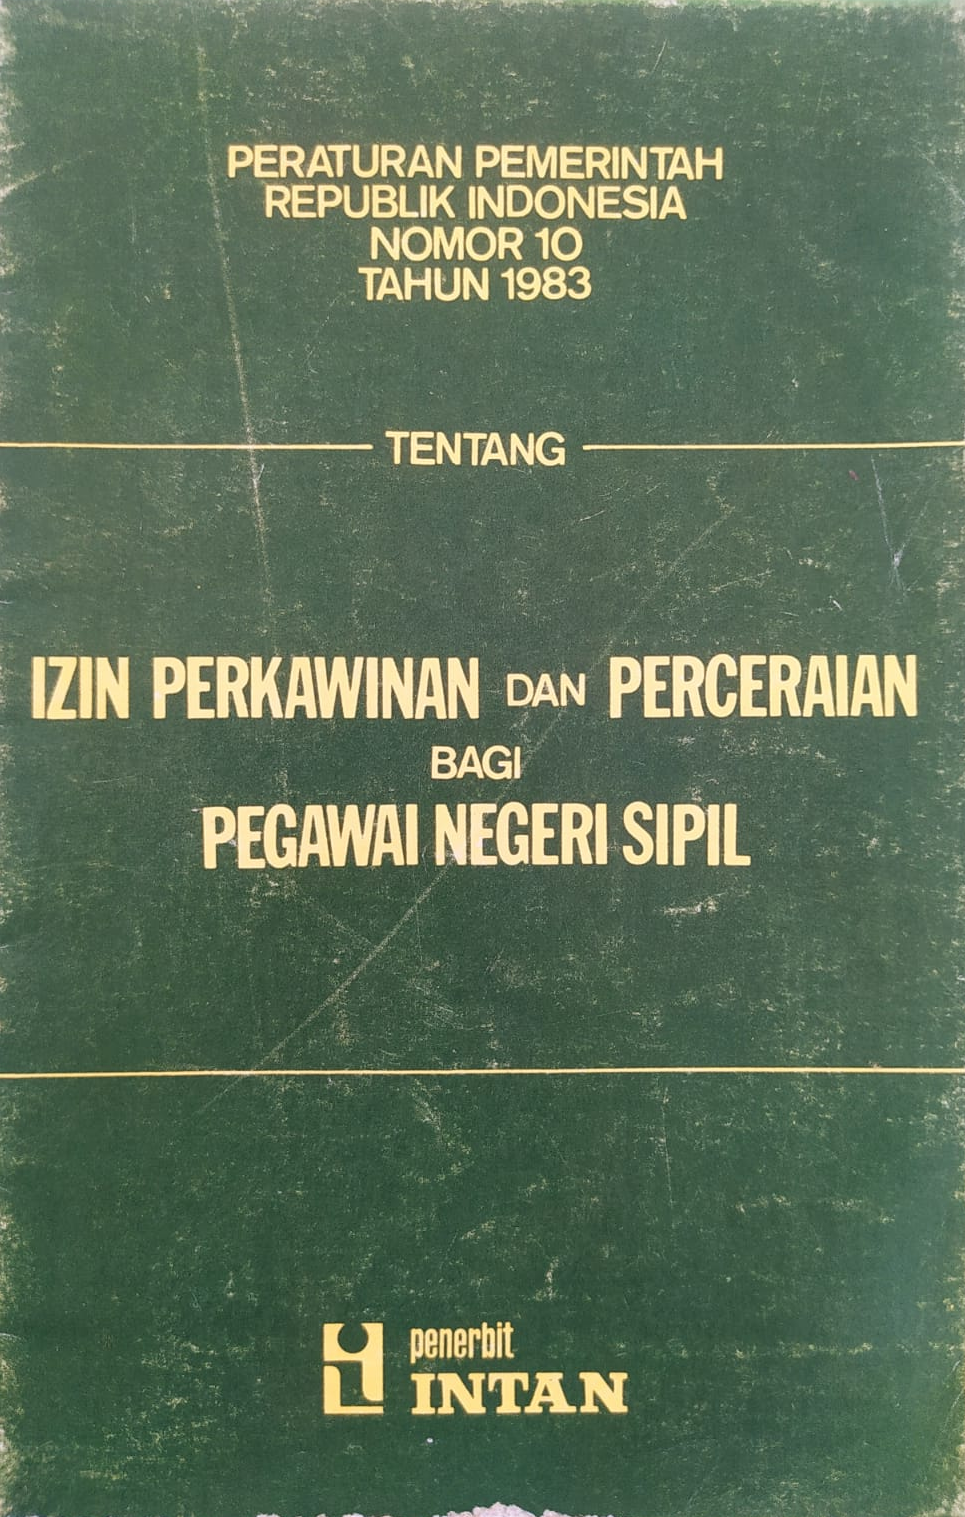 PERATURAN PEMERINTAH
REPUBLIK INDONESIA
NOMOR 10
TAHUN 1983
TENTANG
IZIN PERKAWINAN DAN PERCERAIAN
BAGI
PEGAWAI NEGERI SIPIL
penerbit
INTAN